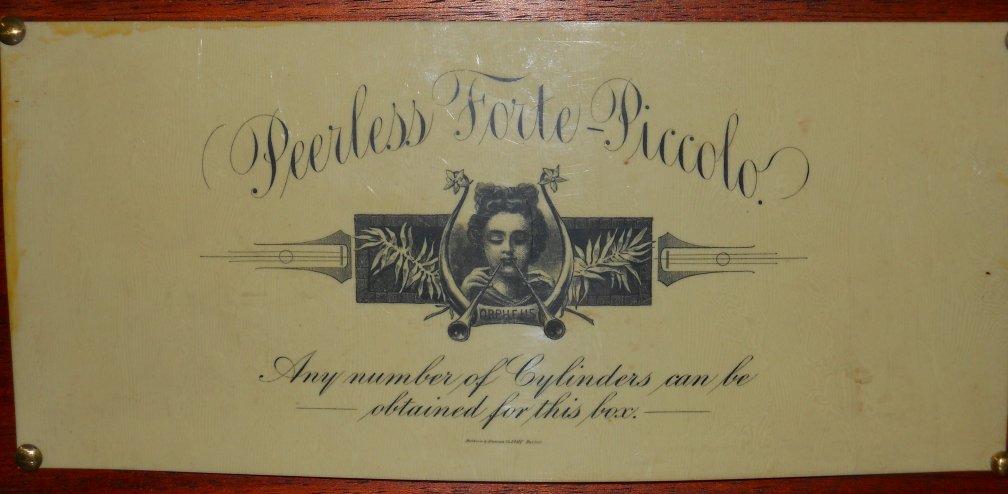 Peerless Forte-Piccolo.
ORPHEUS
Any number of Cylinders can be
obtained for this box.